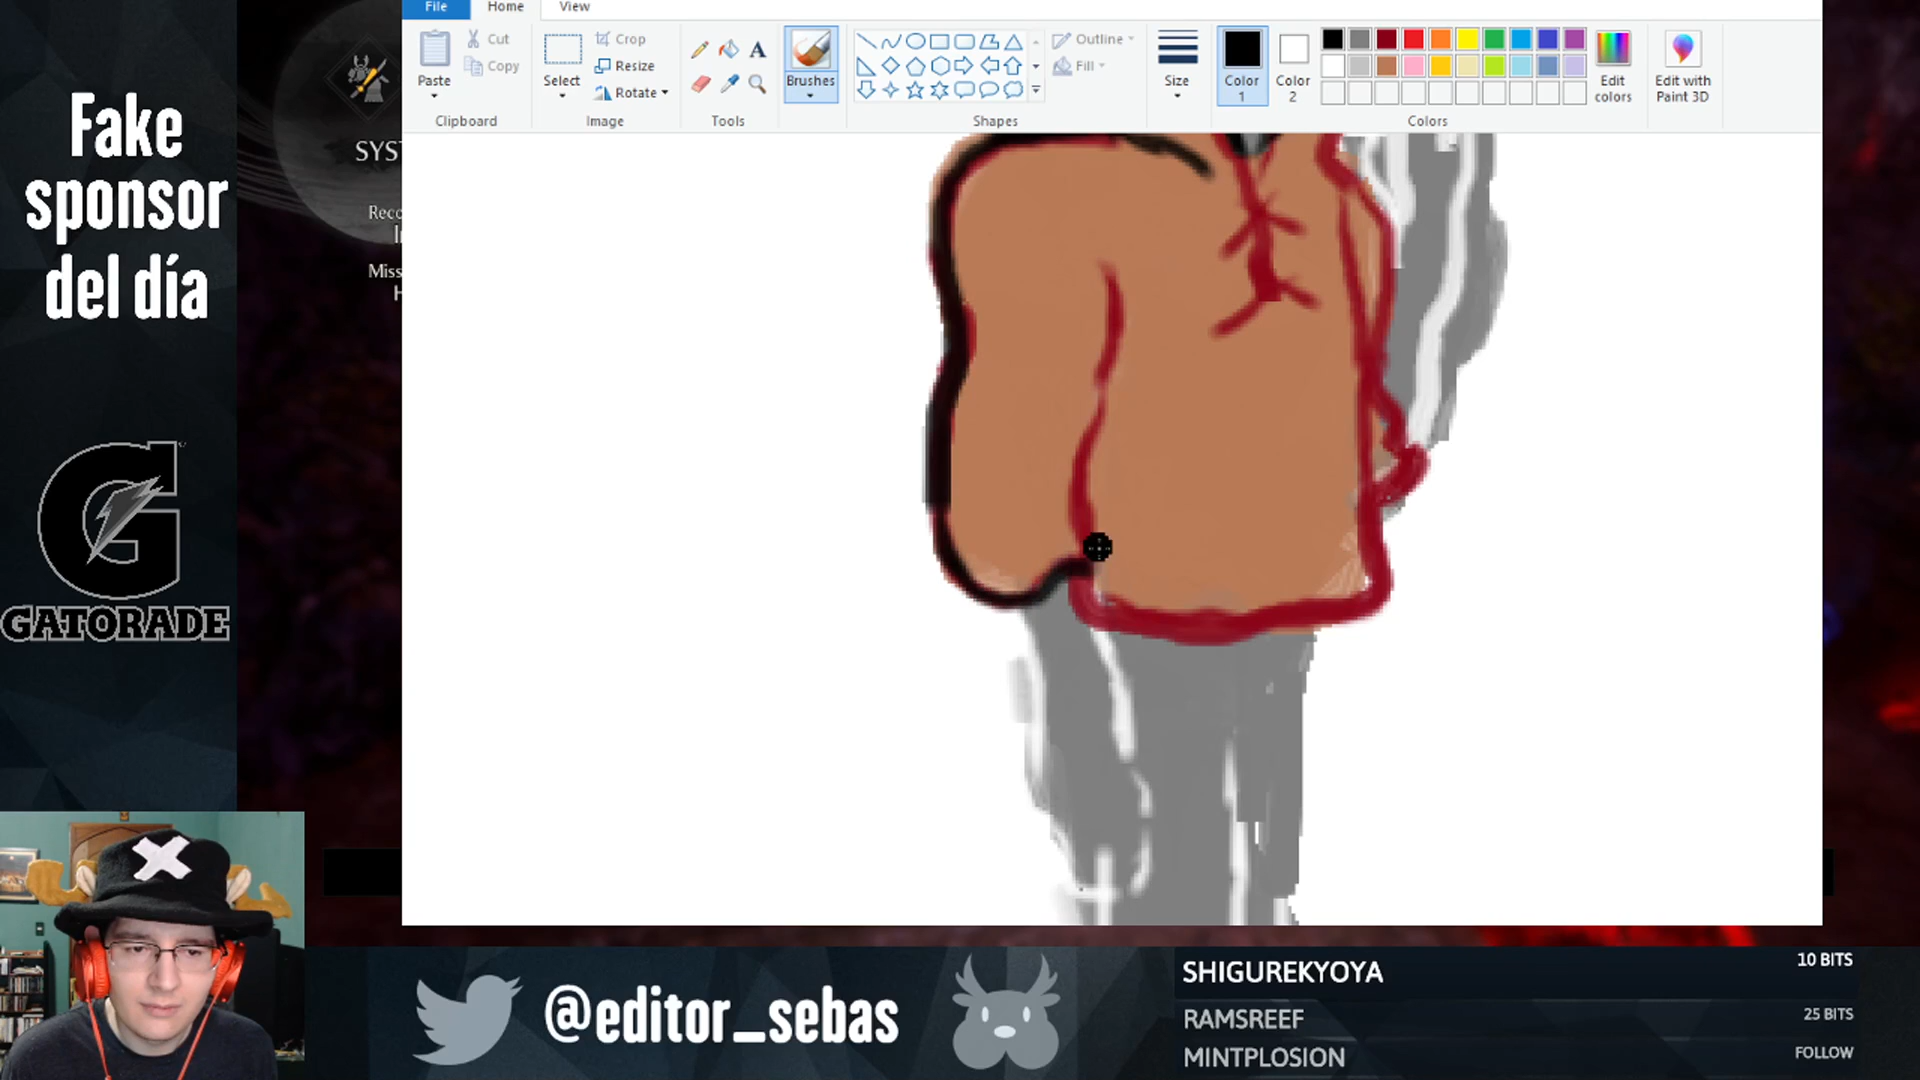 File
Home
View
Paste
Cut
Copy
Clipboard
Select
Crop
Resize
Rotate
Image
A
Tools
Brushes
Shapes
Outline
Fill
Size
Color
1
Color
2
Edit
colors
Edit with
Paint 3D
Colors
Fake
sponsor
del día
G
GATORADE
SYS
Reco
Miss
@editor_sebas
SHIGUREKYOYA
10 BITS
RAMSREEF
25 BITS
MINTPLOSION
FOLLOW